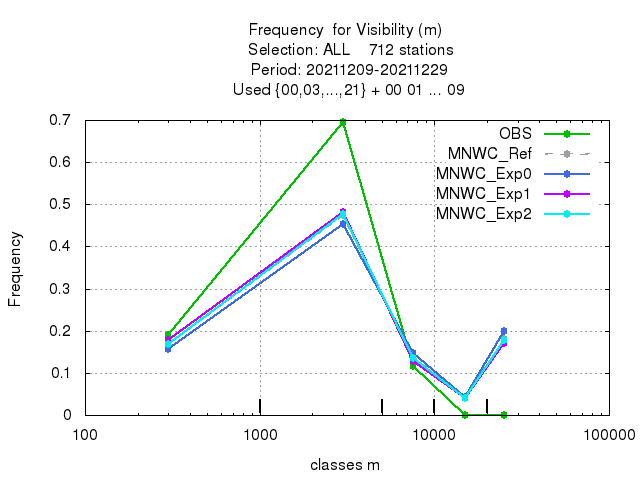 Frequency  for Visibility (m)
Selection: ALL    712 stations
Period: 20211209-20211229
Used {00,03,...,21} + 00 01 ... 09
0.7
0.6
0.5
0.4
0.3
0.2
0.1
0
Frequency
OBS
MNWC_Ref
MNWC_Exp0
MNWC_Exp1
MNWC_Exp2
100
1000
10000
100000
classes m